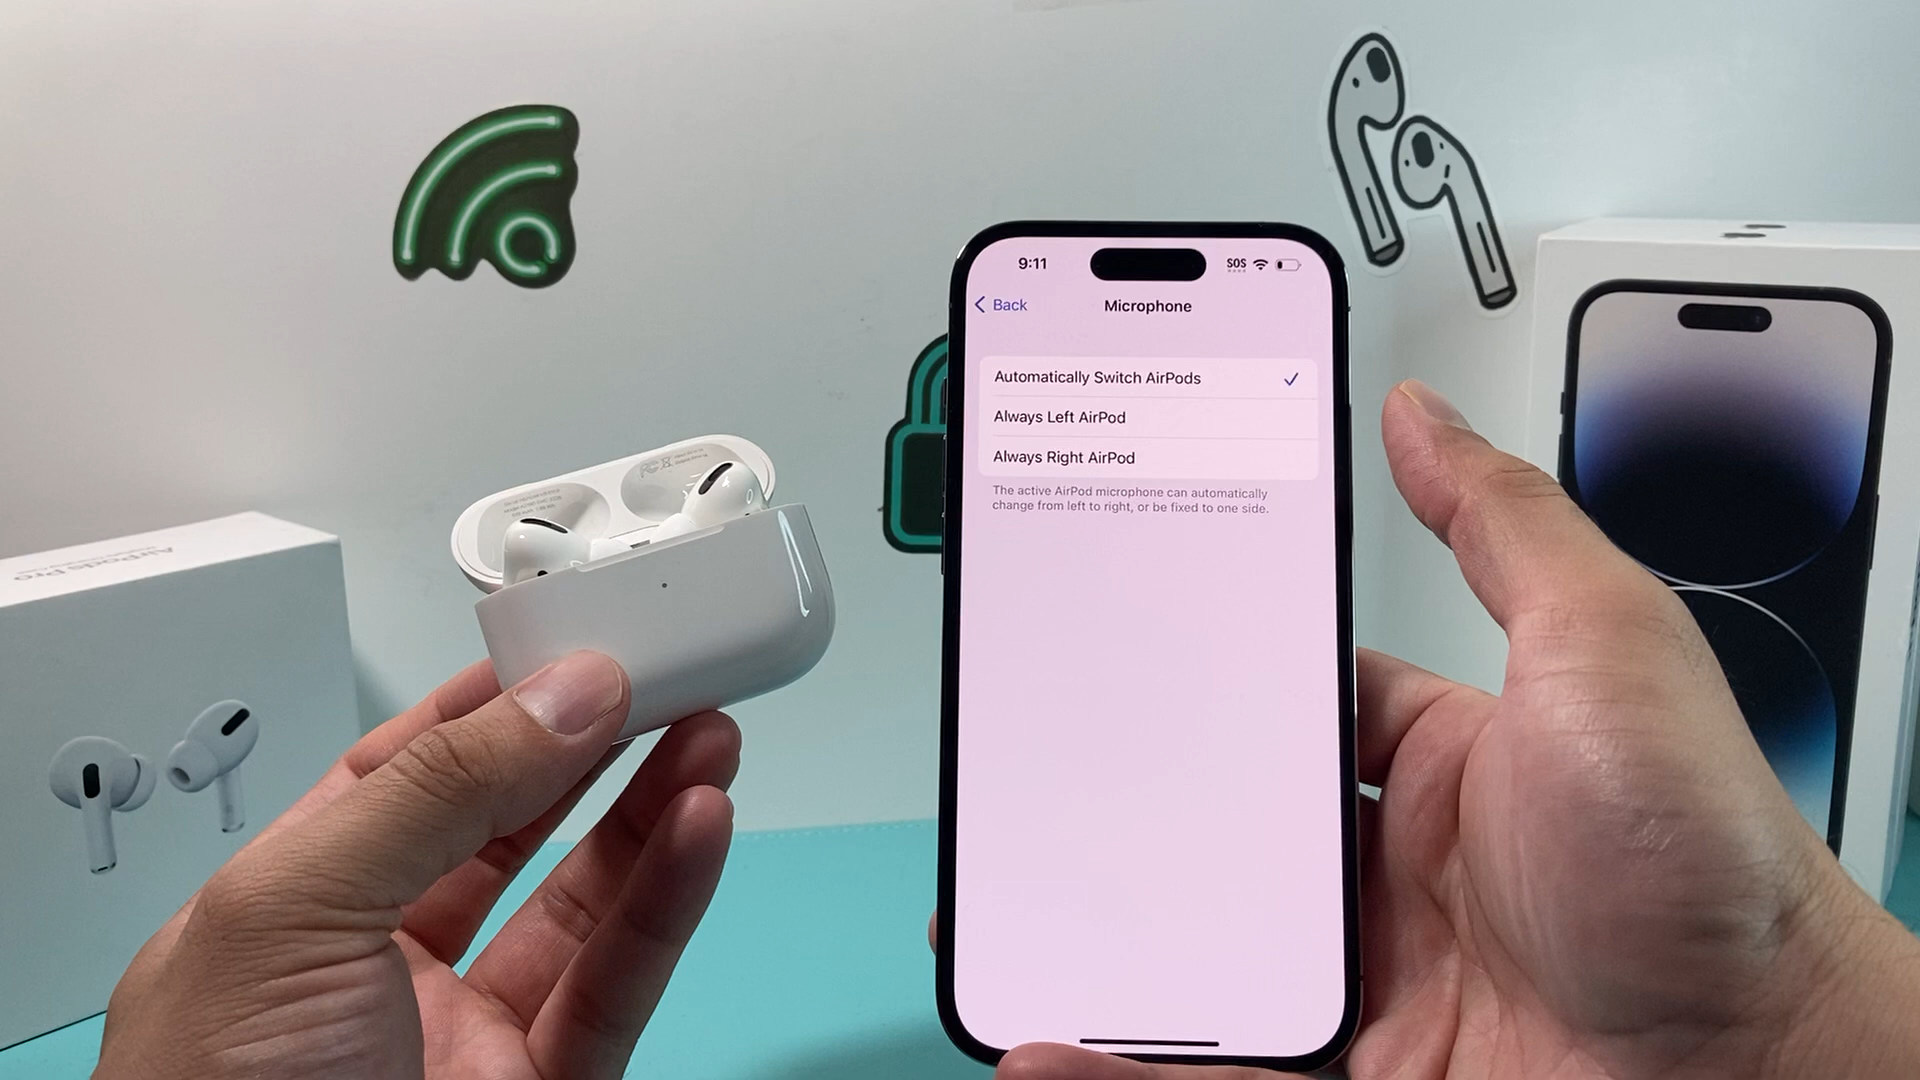 9:11
SOS
Back
Microphone
Automatically Switch AirPods
Always Left AirPod
Always Right AirPod
The active AirPod microphone can automatically
change from left to right, or be fixed to one side.
AirPods Pro